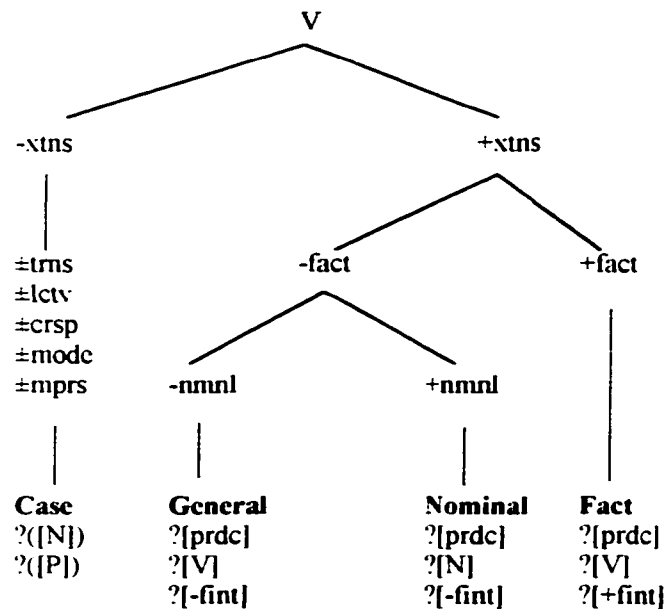 V
-xtns +xtns
±trns -fact +fact
±lctv
±crsp
±mode
±mprs -nmnl +nmnl
Case General Nominal Fact
?([N]) ?[prdc] ?[prdc] ?[prdc]
?([P]) ?[V] ?[N] ?[V]
?[-fint] ?[-fint] ?[+fint]